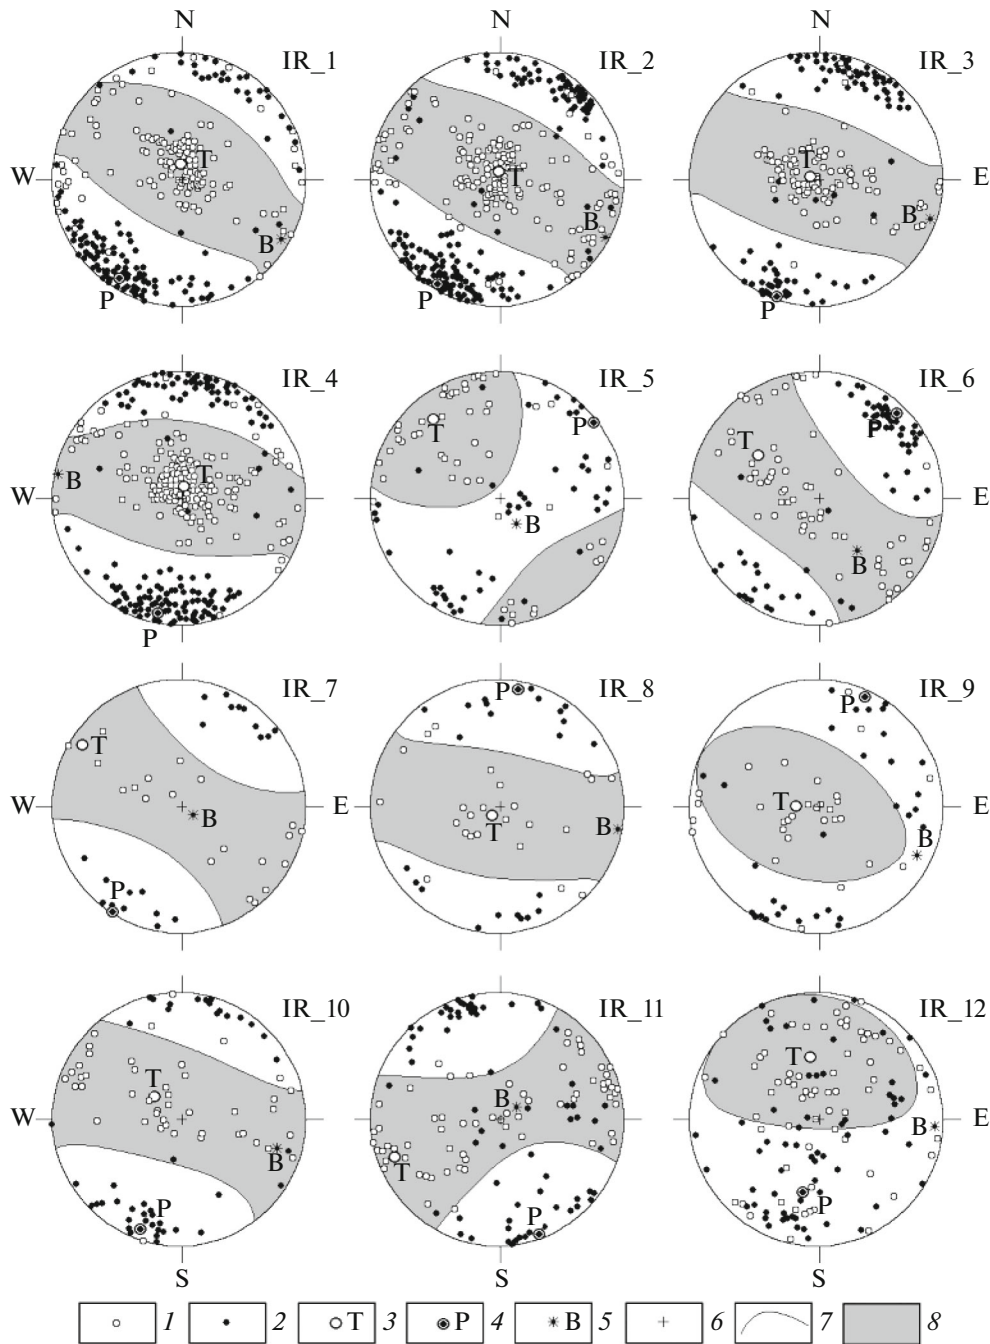 N N N
IR_1 IR_2 IR_3
T T T
W E
B B B
P P P
IR_4 IR_5 IR_6
T P P
T
B T
W E
B B
P
IR_7 IR_8 IR_9
P P
T
W B E
T T
B B
P
IR_10 IR_11 IR_12
T T
B
W E
B T B
P P P
S S S
1 2 T 3 P 4 B 5 6 7 8